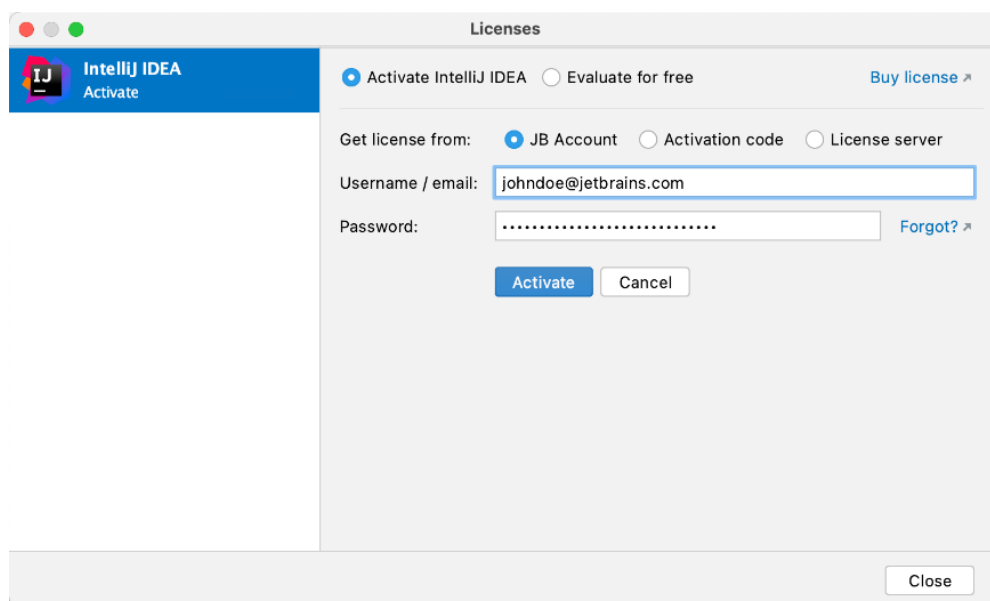 Licenses
IJ
IntelliJ IDEA
Activate
Activate IntelliJ IDEA Evaluate for free Buy license
Get license from: JB Account Activation code License server
Username / email: johndoe@jetbrains.com
Password: ••••••••••••••••••••••••••••• Forgot?
Activate Cancel
Close